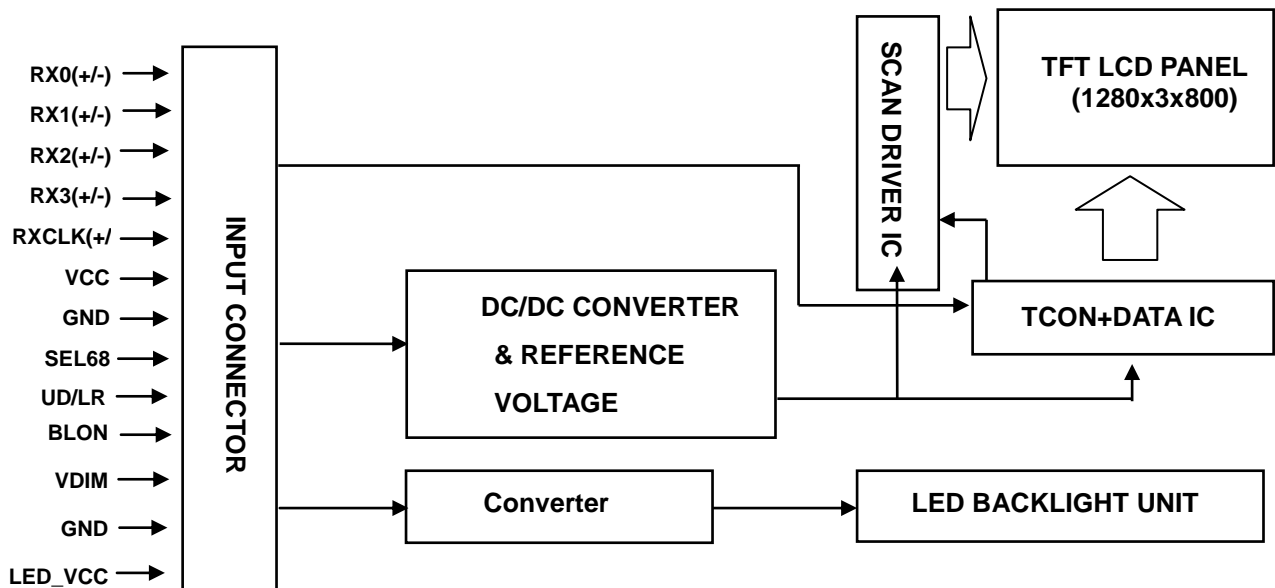 RX0(+/-)
RX1(+/-)
RX2(+/-)
RX3(+/-)
RXCLK(+/
VCC
GND
SEL68
UD/LR
BLON
VDIM
GND
LED_VCC
INPUT CONNECTOR
DC/DC CONVERTER
& REFERENCE
VOLTAGE
Converter
SCAN DRIVER IC
TFT LCD PANEL
(1280x3x800)
TCON+DATA IC
LED BACKLIGHT UNIT